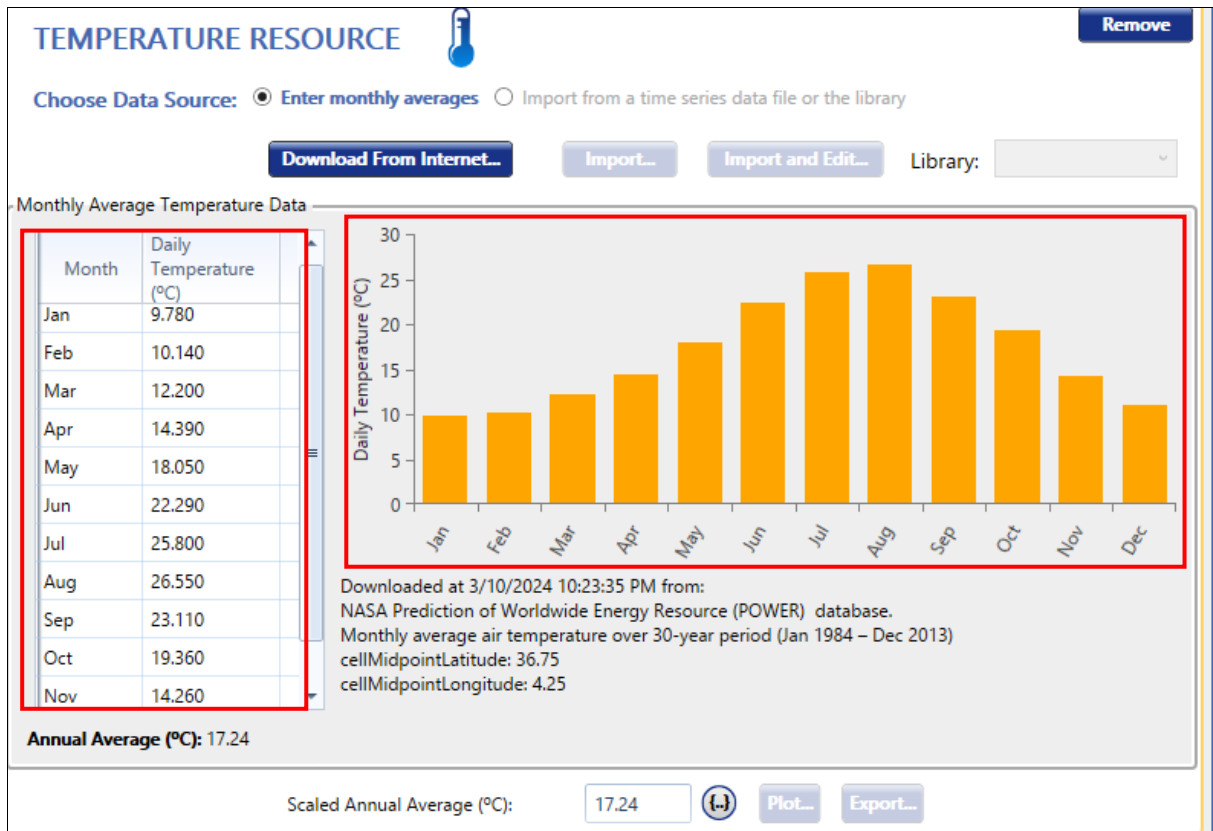 TEMPERATURE RESOURCE
Remove
Choose Data Source: Enter monthly averages Import from a time series data file or the library
Download From Internet... Import... Import and Edit... Library:
Monthly Average Temperature Data
Month Daily Temperature (ºC)
Jan 9.780
Feb 10.140
Mar 12.200
Apr 14.390
May 18.050
Jun 22.290
Jul 25.800
Aug 26.550
Sep 23.110
Oct 19.360
Nov 14.260
Daily Temperature (ºC)
30
25
20
15
10
5
0
Jan Feb Mar Apr May Jun Jul Aug Sep Oct Nov Dec
Downloaded at 3/10/2024 10:23:35 PM from:
NASA Prediction of Worldwide Energy Resource (POWER) database.
Monthly average air temperature over 30-year period (Jan 1984 – Dec 2013)
cellMidpointLatitude: 36.75
cellMidpointLongitude: 4.25
Annual Average (ºC): 17.24
Scaled Annual Average (ºC): 17.24 {..} Plot... Export...